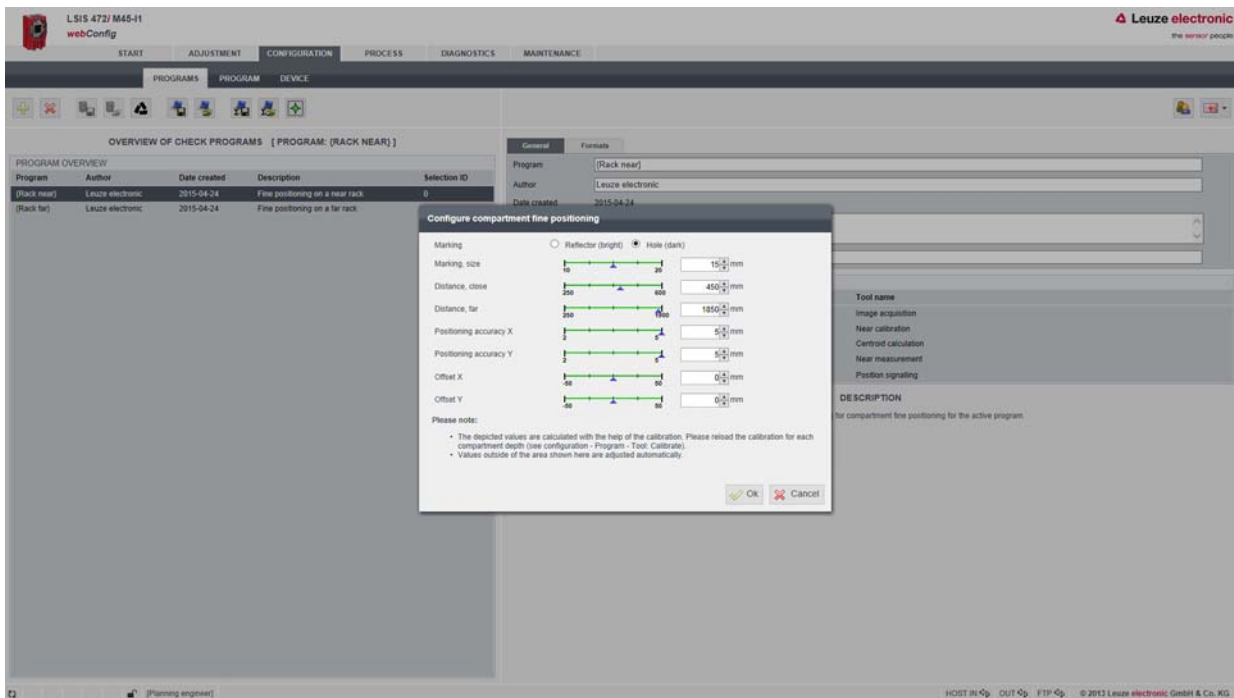 LSIS 472/ M45-I1
webConfig
Leuze electronic
the sensor people
START ADJUSTMENT CONFIGURATION PROCESS DIAGNOSTICS MAINTENANCE
PROGRAMS PROGRAM DEVICE
OVERVIEW OF CHECK PROGRAMS [ PROGRAM: {RACK NEAR} ]
PROGRAM OVERVIEW
Program Author Date created Description Selection ID
{Rack near} Leuze electronic 2015-04-24 Fine positioning on a near rack 0
{Rack far} Leuze electronic 2015-04-24 Fine positioning on a far rack
General Formats
Program {Rack near}
Author Leuze electronic
Date created 2015-04-24
Configure compartment fine positioning
Marking Reflector (bright) Hole (dark)
Marking, size 10 20 15 mm
Distance, close 250 600 450 mm
Distance, far 250 1900 1850 mm
Positioning accuracy X 2 5 5 mm
Positioning accuracy Y 2 5 5 mm
Offset X -50 50 0 mm
Offset Y -50 50 0 mm
Please note:
• The depicted values are calculated with the help of the calibration. Please reload the calibration for each
compartment depth (see configuration - Program - Tool: Calibrate).
• Values outside of the area shown here are adjusted automatically.
Ok Cancel
Tool name
Image acquisition
Near calibration
Centroid calculation
Near measurement
Position signalling
DESCRIPTION
for compartment fine positioning for the active program.
[Planning engineer]
HOST IN OUT FTP © 2013 Leuze electronic GmbH & Co. KG